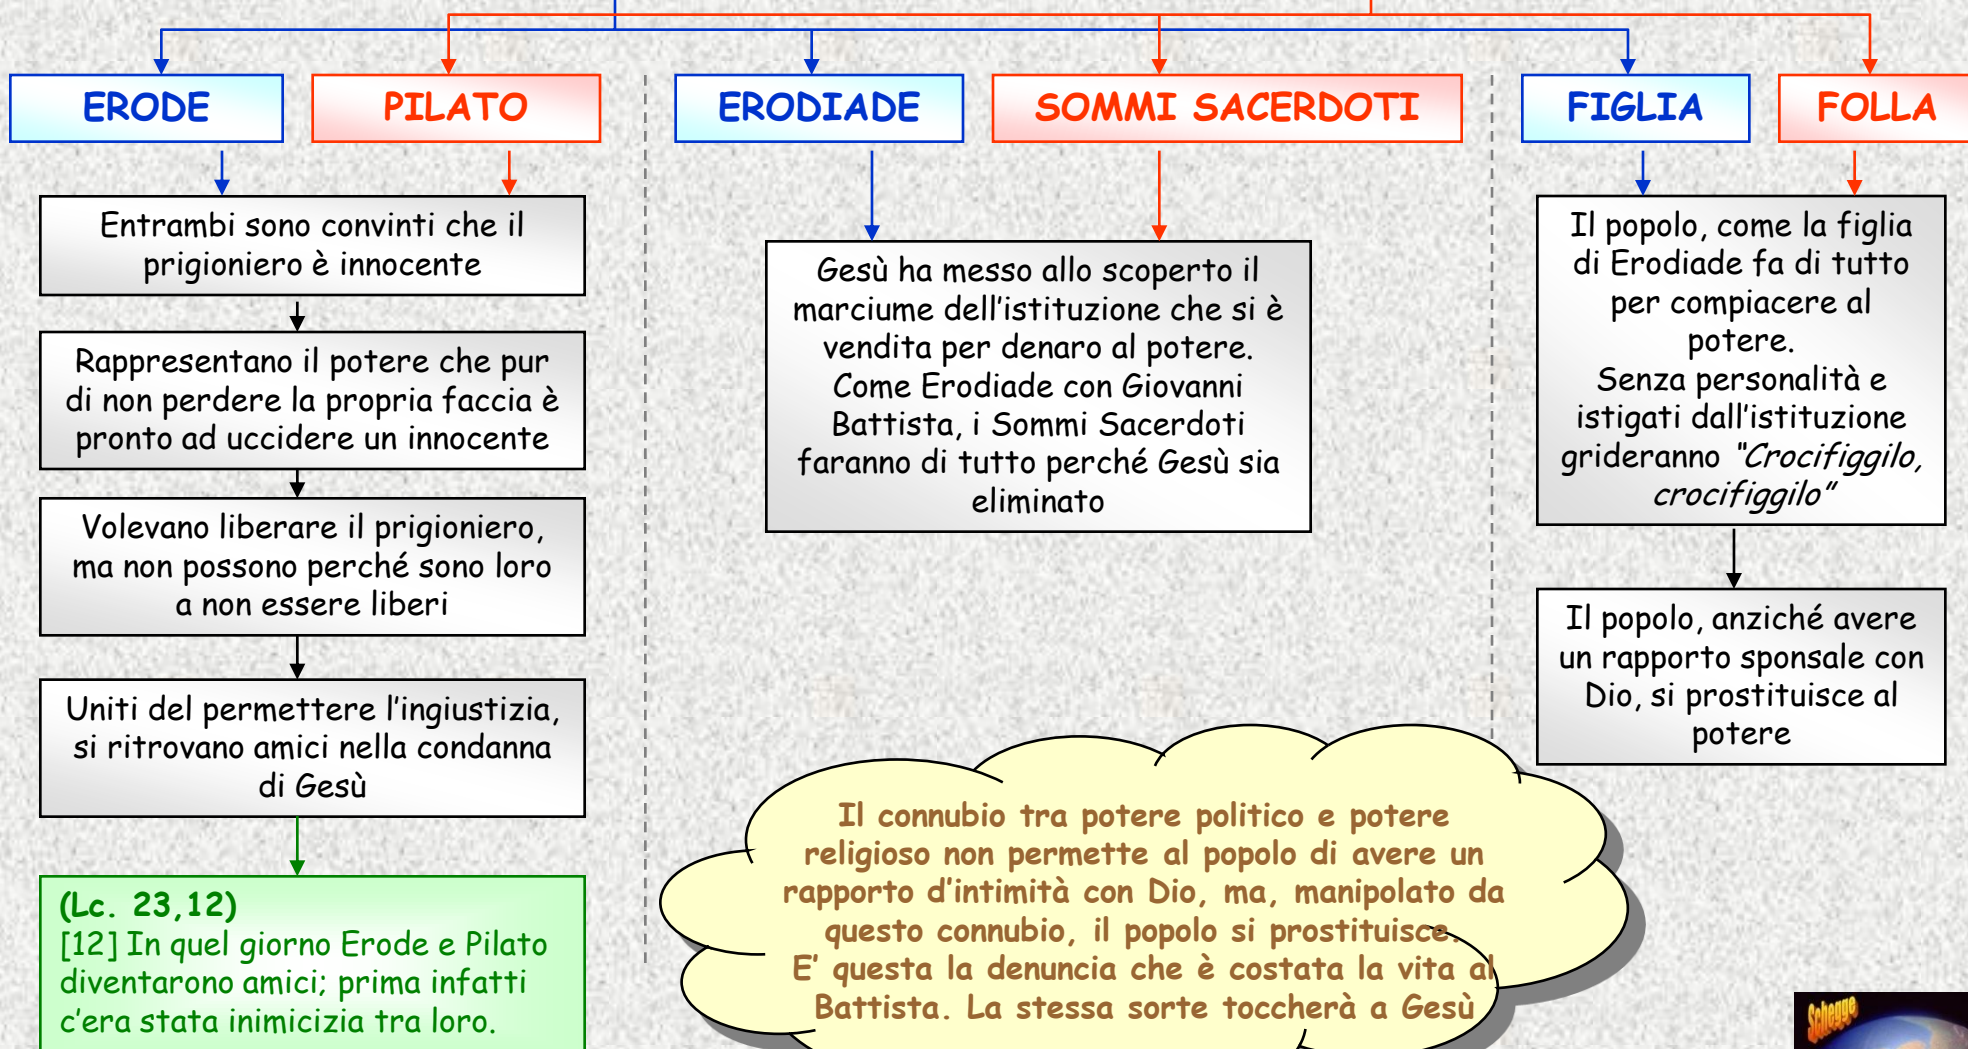 ERODE
PILATO
ERODIADE
SOMMI SACERDOTI
FIGLIA
FOLLA
Entrambi sono convinti che il
prigioniero è innocente
Rappresentano il potere che pur
di non perdere la propria faccia è
pronto ad uccidere un innocente
Volevano liberare il prigioniero,
ma non possono perché sono loro
a non essere liberi
Uniti del permettere l'ingiustizia,
si ritrovano amici nella condanna
di Gesù
(Lc. 23,12)
[12] In quel giorno Erode e Pilato
diventarono amici; prima infatti
c'era stata inimicizia tra loro.
Gesù ha messo allo scoperto il
marciume dell'istituzione che si è
vendita per denaro al potere.
Come Erodiade con Giovanni
Battista, i Sommi Sacerdoti
faranno di tutto perché Gesù sia
eliminato
Il popolo, come la figlia
di Erodiade fa di tutto
per compiacere al
potere.
Senza personalità e
istigati dall'istituzione
grideranno "Crocifiggilo,
crocifiggilo"
Il popolo, anziché avere
un rapporto sponsale con
Dio, si prostituisce al
potere
Il connubio tra potere politico e potere
religioso non permette al popolo di avere un
rapporto d'intimità con Dio, ma, manipolato da
questo connubio, il popolo si prostituisce.
E' questa la denuncia che è costata la vita al
Battista. La stessa sorte toccherà a Gesù
Schegge